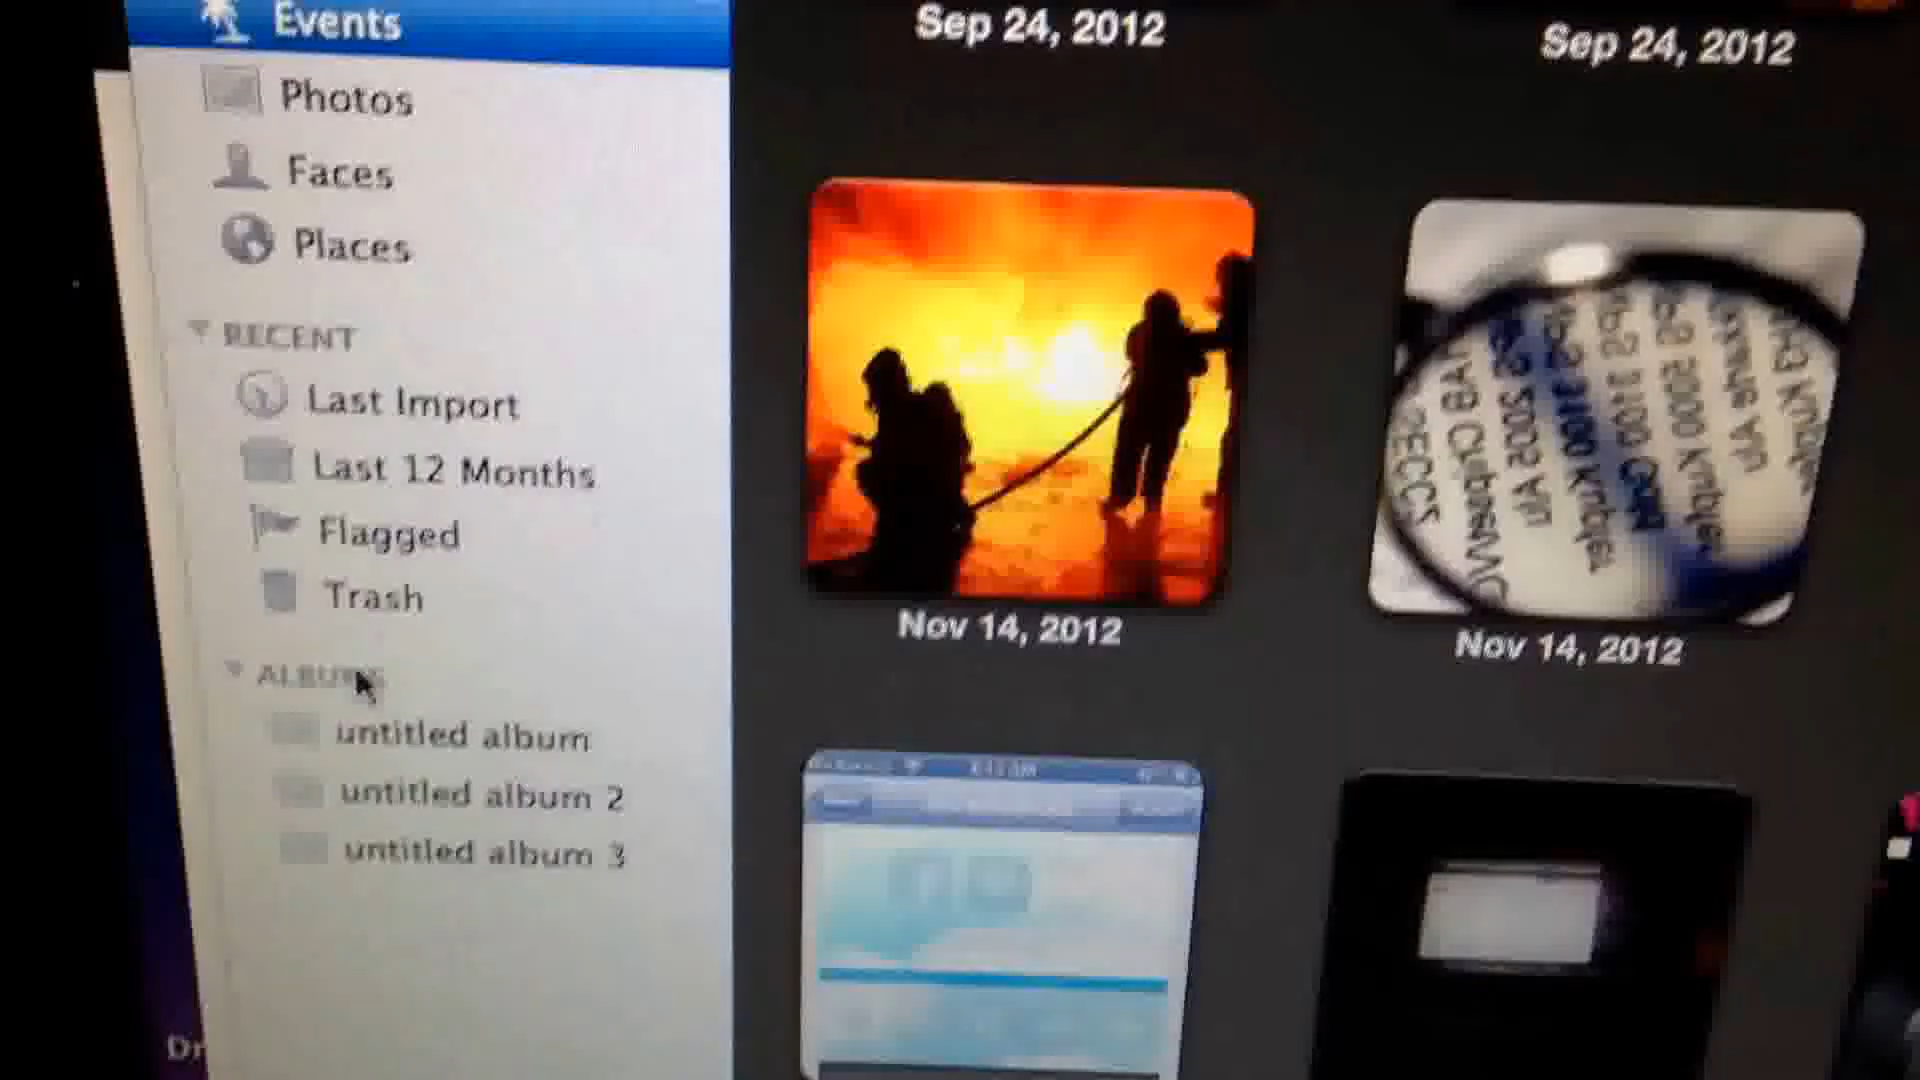 Events
Photos
Faces
Places
RECENT
Last Import
Last 12 Months
Flagged
Trash
ALBUMS
untitled album
untitled album 2
untitled album 3
Sep 24, 2012
Sep 24, 2012
Nov 14, 2012
Nov 14, 2012